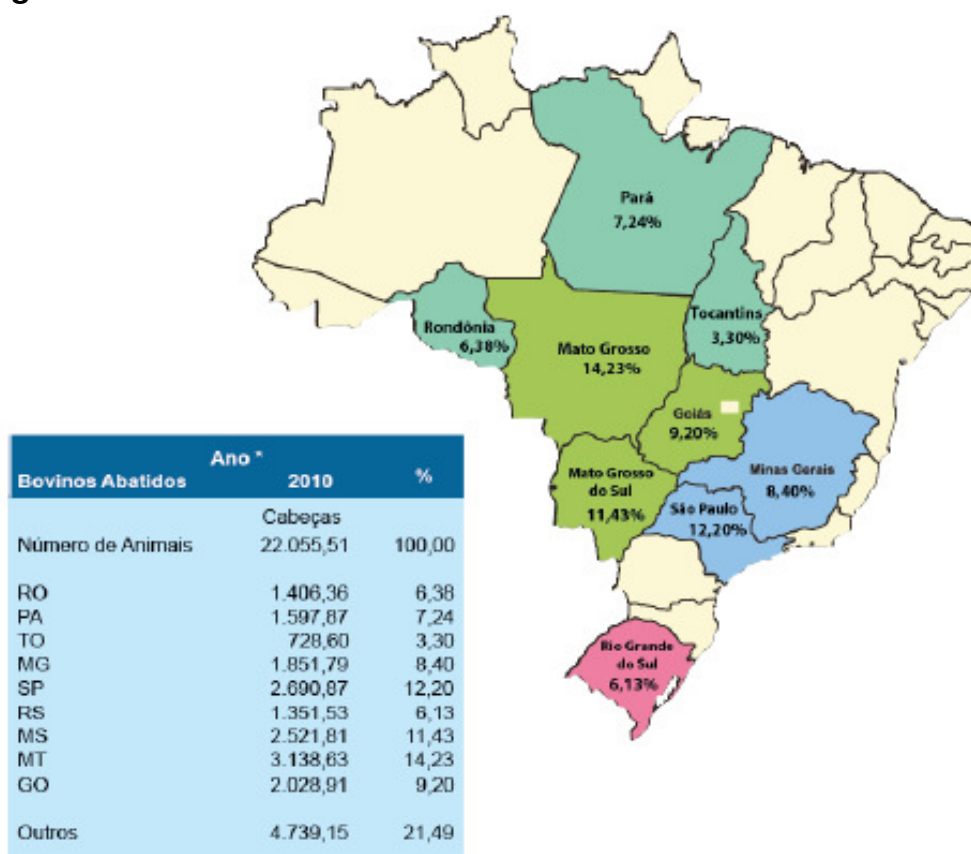 g
Pará
7,24%
Rondônia
6,38%
Tocantins
3,30%
Mato Grosso
14,23%
Goiás
9,20%
Mato Grosso
do Sul
11,43%
Minas Gerais
8,40%
São Paulo
12,20%
Rio Grande
do Sul
6,13%
Ano *
Bovinos Abatidos 2010 %
Cabeças
Número de Animais 22.055,51 100,00
RO 1.406,36 6,38
PA 1.597,87 7,24
TO 728,60 3,30
MG 1.851,79 8,40
SP 2.690,87 12,20
RS 1.351,53 6,13
MS 2.521,81 11,43
MT 3.138,63 14,23
GO 2.028,91 9,20
Outros 4.739,15 21,49